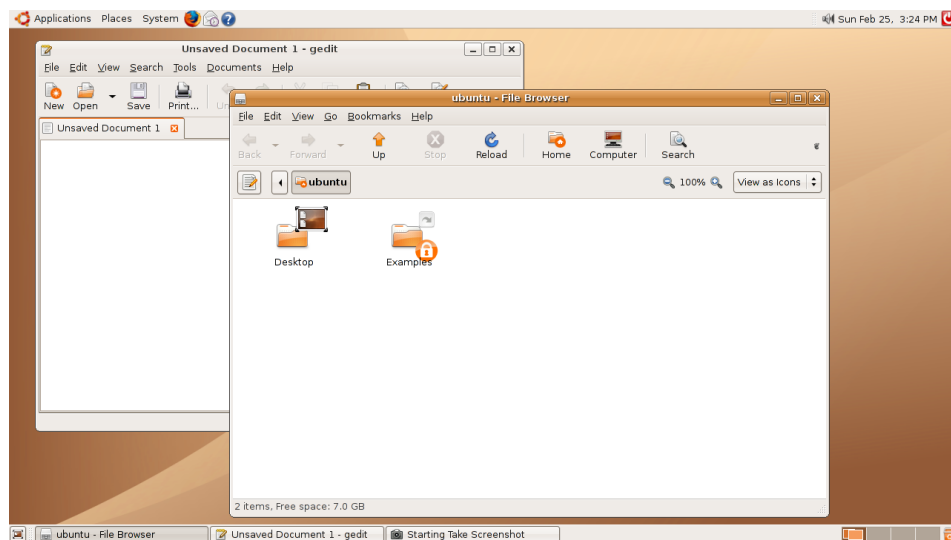 Applications Places System Sun Feb 25, 3:24 PM
Unsaved Document 1 - gedit
File Edit View Search Tools Documents Help
New Open Save Print...
Unsaved Document 1
ubuntu - File Browser
File Edit View Go Bookmarks Help
Back Forward Up Stop Reload Home Computer Search
ubuntu 100% View as Icons
Desktop Examples
2 items, Free space: 7.0 GB
ubuntu - File Browser Unsaved Document 1 - gedit Starting Take Screenshot